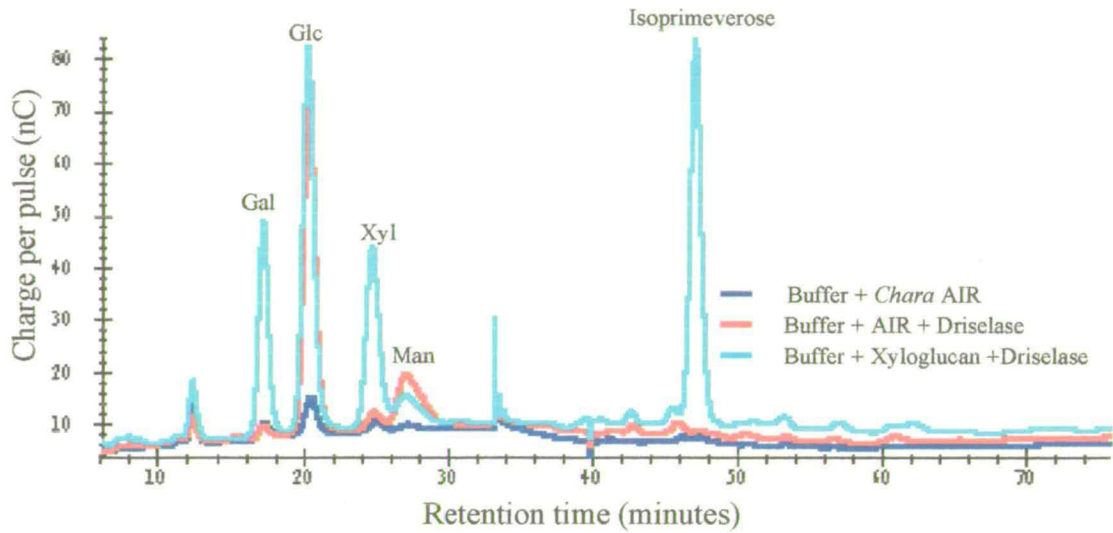 Isoprimeverose
Glc
80
70
60
Gal
50
Xyl
40
Buffer + Chara AIR
30
Buffer + AIR + Driselase
Man
Buffer + Xyloglucan +Driselase
20
10
Charge per pulse (nC)
10 20 30 40 50 60 70
Retention time (minutes)